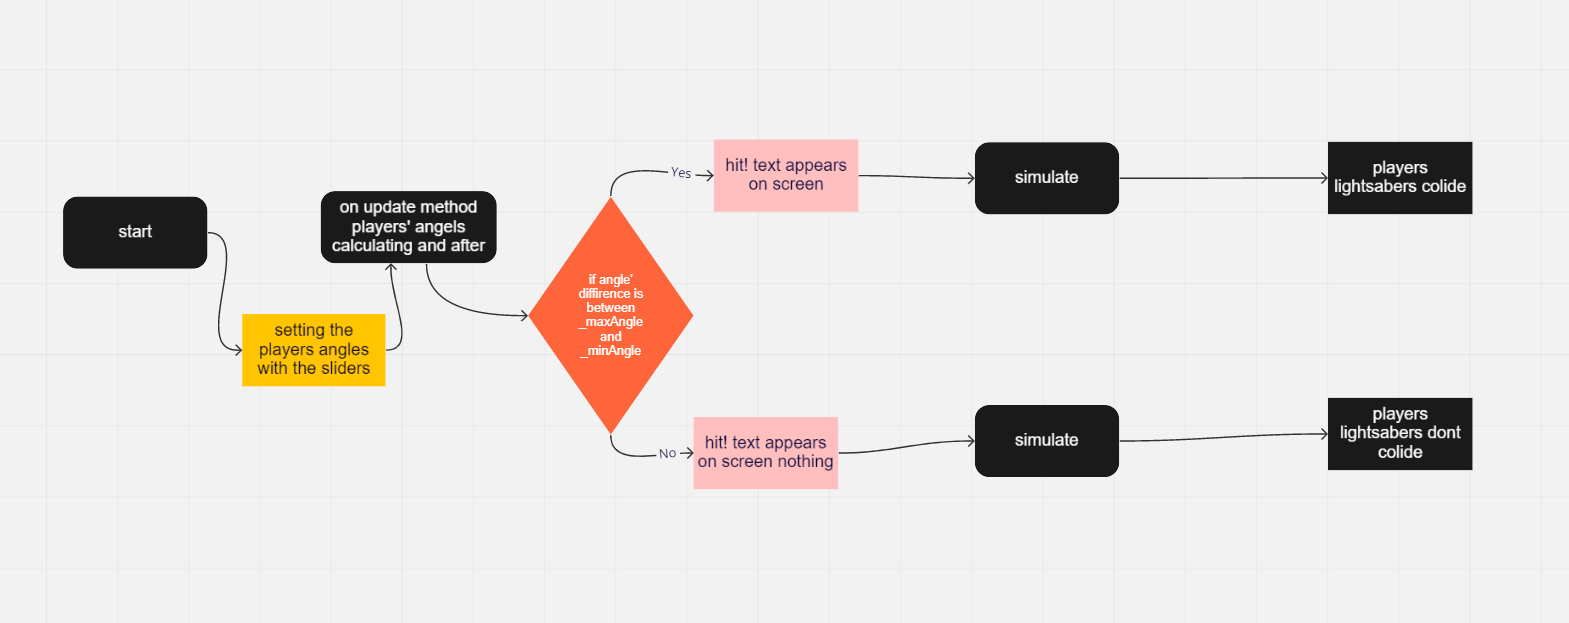 start
setting the
players angles
with the sliders
on update method
players' angels
calculating and after
if angle'
diffirence is
between
_maxAngle
and
_minAngle
Yes
hit! text appears
on screen
simulate
players
lightsabers colide
No
hit! text appears
on screen nothing
simulate
players
lightsabers dont
colide